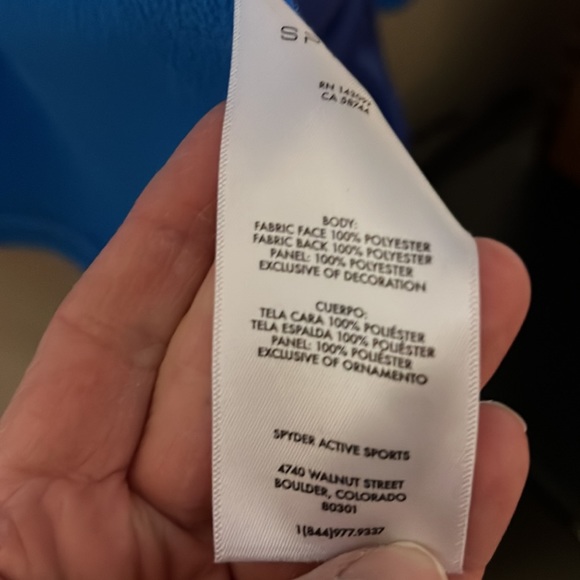 CA 58744
BODY:
FABRIC FACE 100% POLYESTER
FABRIC BACK 100% POLYESTER
PANEL: 100% POLYESTER
EXCLUSIVE OF DECORATION
CUERPO:
TELA CARA 100% POLIÉSTER
TELA ESPALDA 100% POLIÉSTER
PANEL: 100% POLIÉSTER
EXCLUSIVE OF ORNAMENTO
SPYDER ACTIVE SPORTS
4740 WALNUT STREET
BOULDER, COLORADO
80301
1(844)977.9337